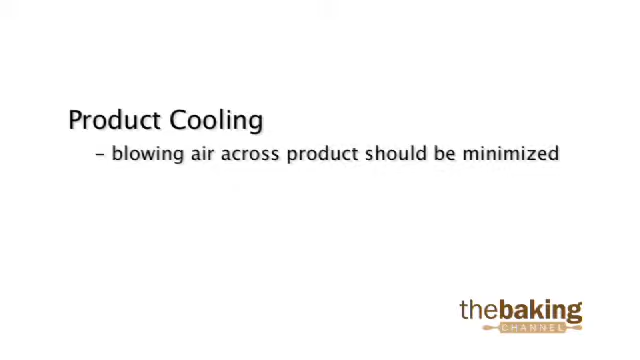 Product Cooling
– blowing air across product should be minimized
thebaking
CHANNEL